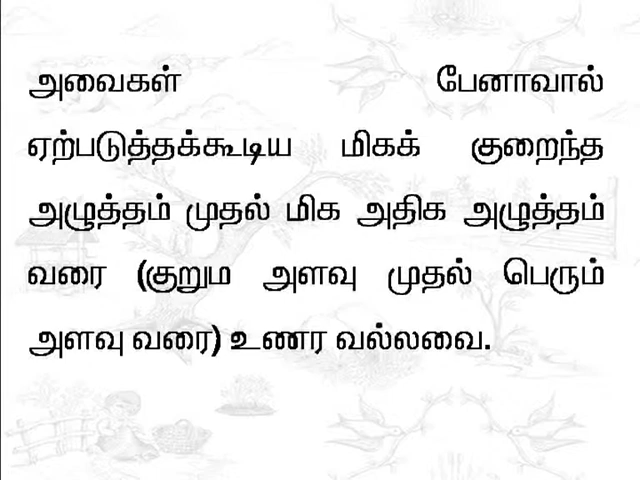 அவைகள் பேனாவால்
ஏற்படுத்தக்கூடிய மிகக் குறைந்த
அழுத்தம் முதல் மிக அதிக அழுத்தம்
வரை (குறும அளவு முதல் பெரும்
அளவு வரை) உணர வல்லவை.